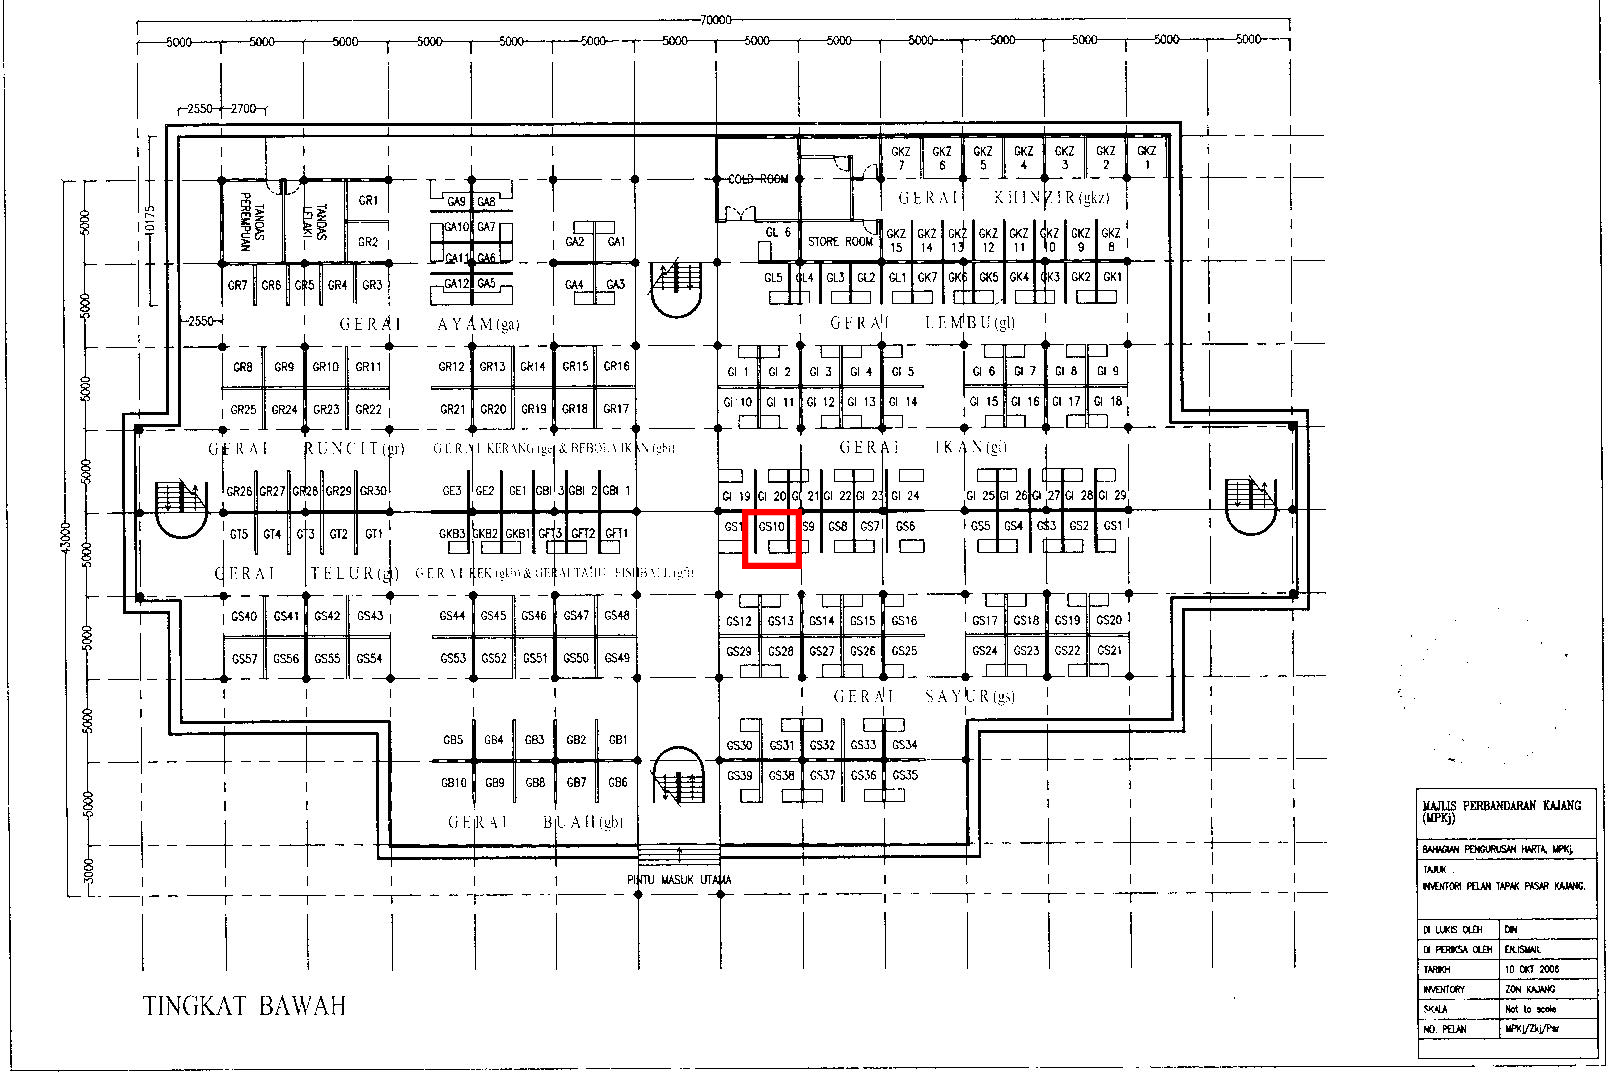 70000
5000 5000 5000 5000 5000 5000 5000 5000 5000 5000 5000 5000 5000 5000
2550 2700
10175
2550
43000
5000 5000 5000 5000 5000 5000 5000 5000 3000
GKZ 7 GKZ 6 GKZ 5 GKZ 4 GKZ 3 GKZ 2 GKZ 1
COLD ROOM
GERAI KHINZIR(gkz)
TANDAS PEREMPUAN
TANDAS LELAKI
GR1
GR2
GA9 GA8
GA10 GA7
GA11 GA6
GA12 GA5
GA2 GA1
GA4 GA3
GL 6
STORE ROOM
GKZ 15 GKZ 14 GKZ 13 GKZ 12 GKZ 11 GKZ 10 GKZ 9 GKZ 8
GR7 GR6 GR5 GR4 GR3
GL5 GL4 GL3 GL2 GL1 GK7 GK6 GK5 GK4 GK3 GK2 GK1
GERAI AYAM(ga)
GERAI LEMBU(gl)
GR8 GR9 GR10 GR11 GR12 GR13 GR14 GR15 GR16
GI 1 GI 2 GI 3 GI 4 GI 5 GI 6 GI 7 GI 8 GI 9
GR25 GR24 GR23 GR22 GR21 GR20 GR19 GR18 GR17
GI 10 GI 11 GI 12 GI 13 GI 14 GI 15 GI 16 GI 17 GI 18
GERAI RUNCIT(gr)
GERAI KERANG(ge) & BEBOLA IKAN(gbi)
GERAI IKAN(gi)
GR26 GR27 GR28 GR29 GR30 GE3 GE2 GE1 GBI 3 GBI 2 GBI 1
GI 19 GI 20 GI 21 GI 22 GI 23 GI 24 GI 25 GI 26 GI 27 GI 28 GI 29
GT5 GT4 GT3 GT2 GT1 GKB3 GKB2 GKB1 GFT3 GFT2 GFT1
GS10 GS8 GS7 GS6 GS5 GS4 GS3 GS2 GS1
GERAI TELUR(gt)
GERAI KEK(gkb) & GERAI TAHU FISHBALL(gft)
GS40 GS41 GS42 GS43 GS44 GS45 GS46 GS47 GS48
GS12 GS13 GS14 GS15 GS16 GS17 GS18 GS19 GS20
GS57 GS56 GS55 GS54 GS53 GS52 GS51 GS50 GS49
GS29 GS28 GS27 GS26 GS25 GS24 GS23 GS22 GS21
GERAI SAYUR(gs)
GB5 GB4 GB3 GB2 GB1
GS30 GS31 GS32 GS33 GS34
GB10 GB9 GB8 GB7 GB6
GS39 GS38 GS37 GS36 GS35
GERAI BUAH(gb)
PINTU MASUK UTAMA
TINGKAT BAWAH
MAJLIS PERBANDARAN KAJANG
(MPKj)
BAHAGIAN PENGURUSAN HARTA, MPKj,
TAJUK .
INVENTORI PELAN TAPAK PASAR KAJANG.
DI LUKIS OLEH DIN
DI PERIKSA OLEH EN.ISMAIL
TARIKH 10 OKT 2006
INVENTORY ZON KAJANG
SKALA Not to scale
NO. PELAN MPKj/Zkj/Psr